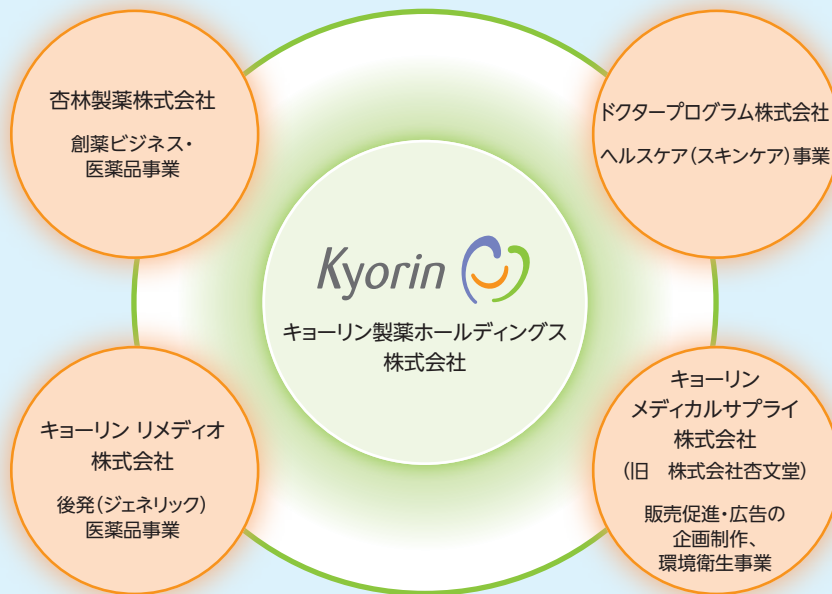 杏林製薬株式会社
創薬ビジネス・
医薬品事業
ドクタープログラム株式会社
ヘルスケア(スキンケア)事業
Kyorin
キョーリン製薬ホールディングス
株式会社
キョーリン リメディオ
株式会社
後発(ジェネリック)
医薬品事業
キョーリン
メディカルサプライ
株式会社
(旧　株式会社杏文堂)
販売促進・広告の
企画制作、
環境衛生事業